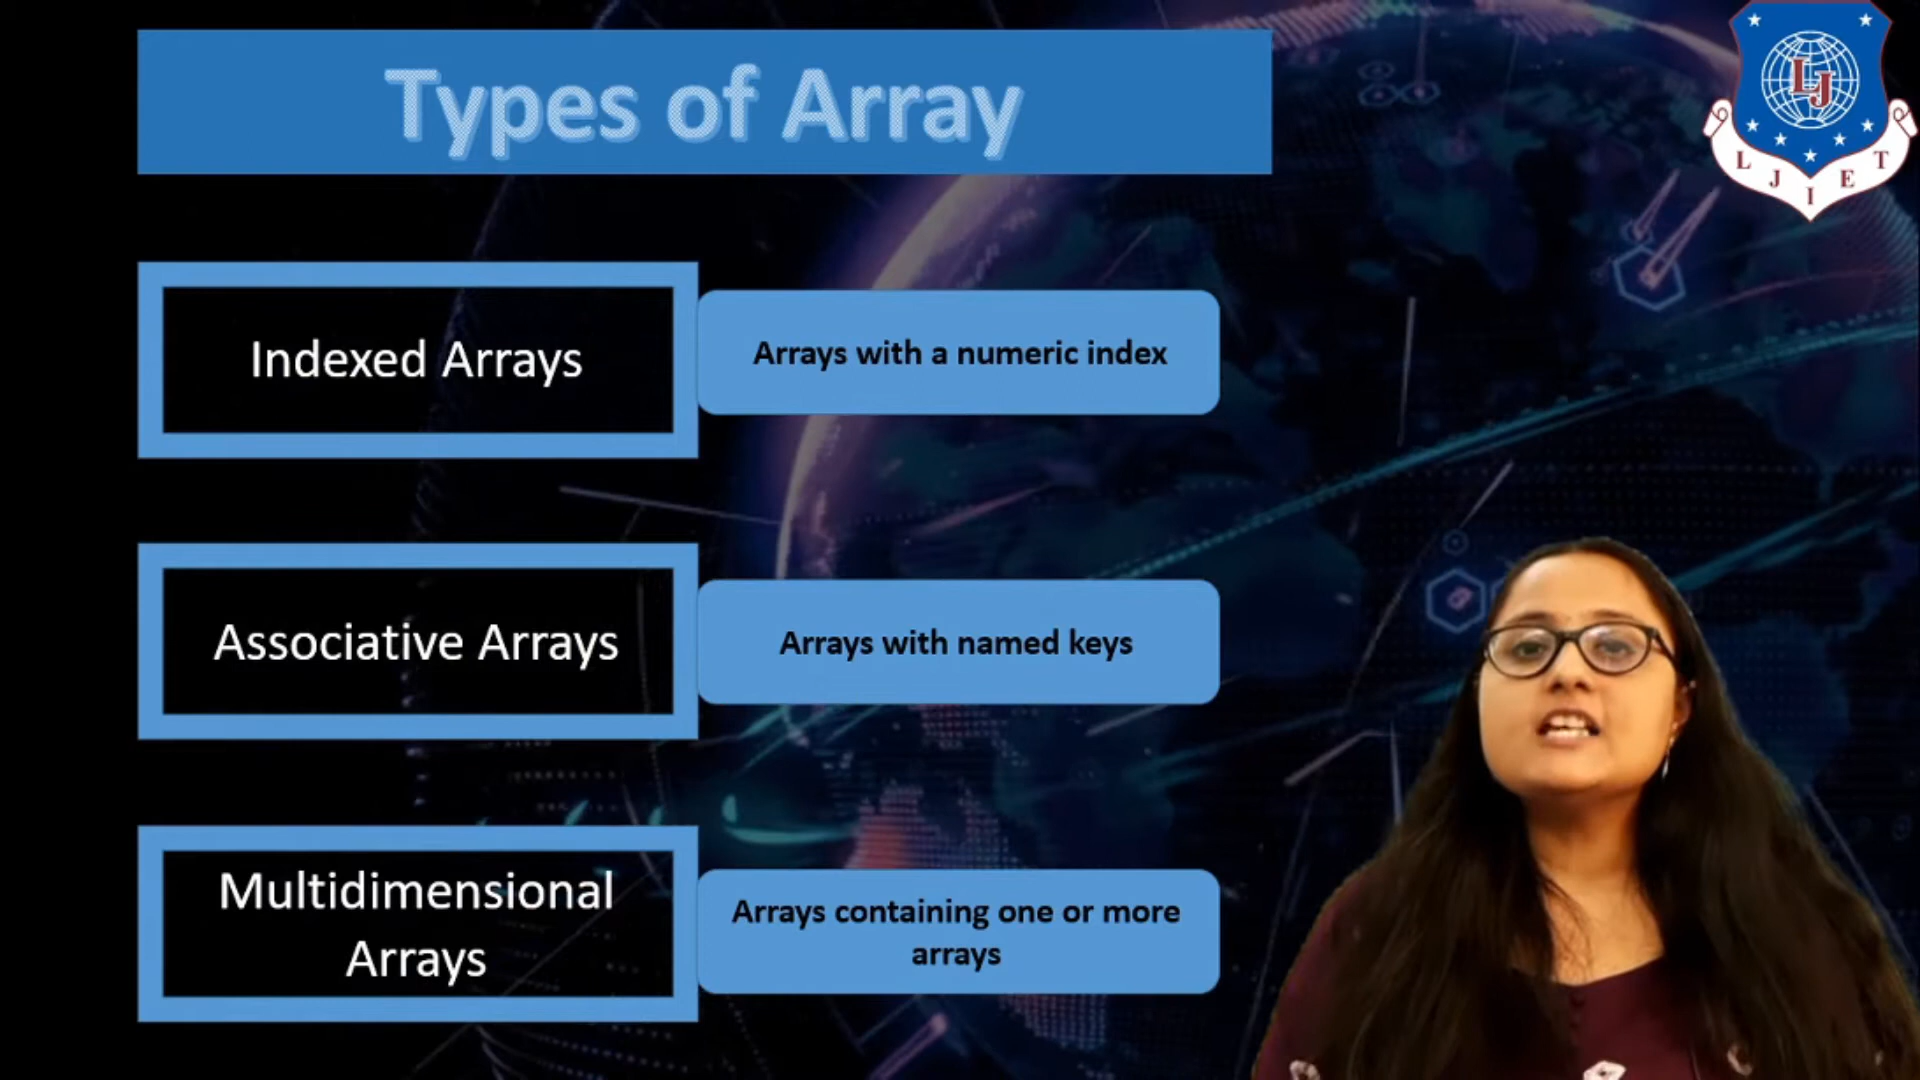 Types of Array
LJ
L J I E T
Indexed Arrays
Arrays with a numeric index
Associative Arrays
Arrays with named keys
Multidimensional
Arrays
Arrays containing one or more
arrays